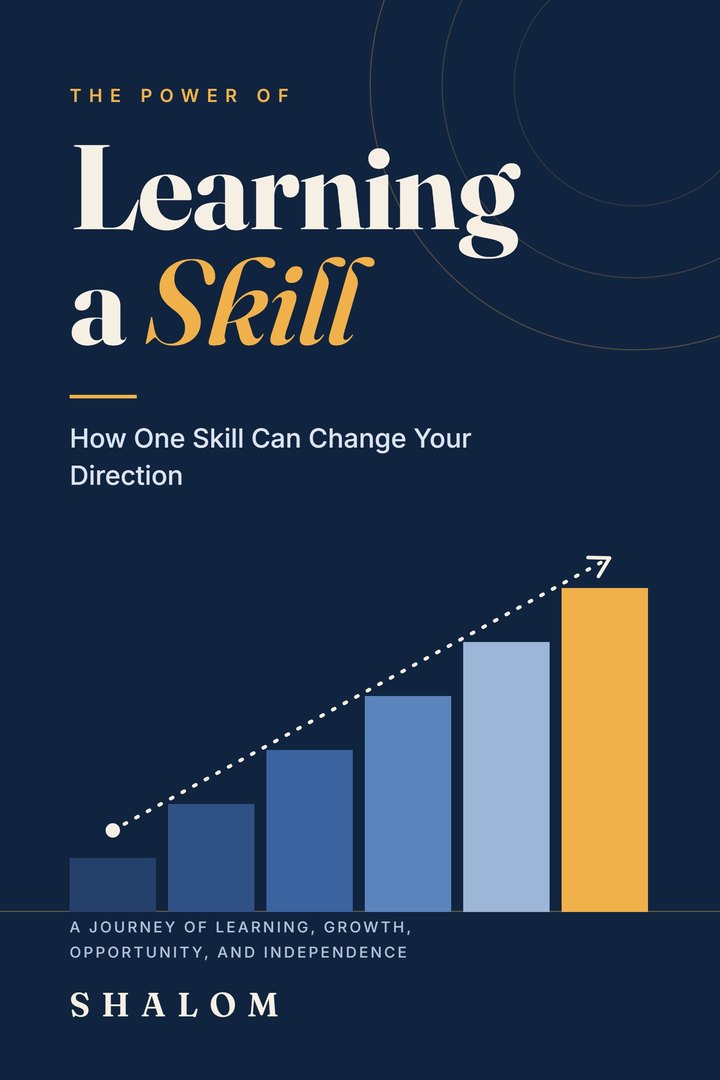 THE POWER OF
Learning
a Skill
How One Skill Can Change Your
Direction
A JOURNEY OF LEARNING, GROWTH,
OPPORTUNITY, AND INDEPENDENCE
SHALOM